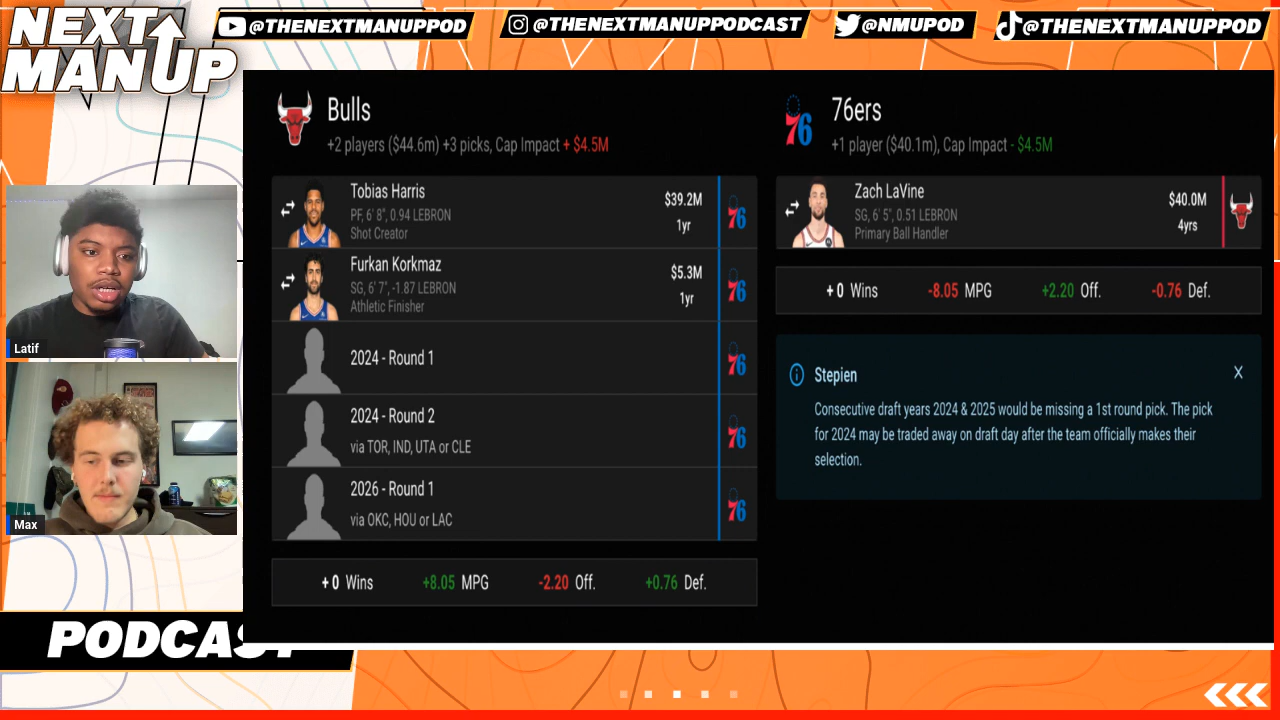 NEXT
MAN UP
@THENEXTMANUPPOD
@THENEXTMANUPPODCAST
@NMUPOD
@THENEXTMANUPPOD
Bulls
+2 players ($44.6m) +3 picks, Cap Impact + $4.5M
Tobias Harris
PF, 6' 8", 0.94 LEBRON
Shot Creator
$39.2M
1yr
76
Furkan Korkmaz
SG, 6' 7", -1.87 LEBRON
Athletic Finisher
$5.3M
1yr
76
2024 - Round 1
76
2024 - Round 2
via TOR, IND, UTA or CLE
76
2026 - Round 1
via OKC, HOU or LAC
76
+ 0 Wins +8.05 MPG -2.20 Off. +0.76 Def.
76
76ers
+1 player ($40.1m), Cap Impact - $4.5M
Zach LaVine
SG, 6' 5", 0.51 LEBRON
Primary Ball Handler
$40.0M
4yrs
+ 0 Wins -8.05 MPG +2.20 Off. -0.76 Def.
Stepien
X
Consecutive draft years 2024 & 2025 would be missing a 1st round pick. The pick
for 2024 may be traded away on draft day after the team officially makes their
selection.
Latif
Max
PODCAST